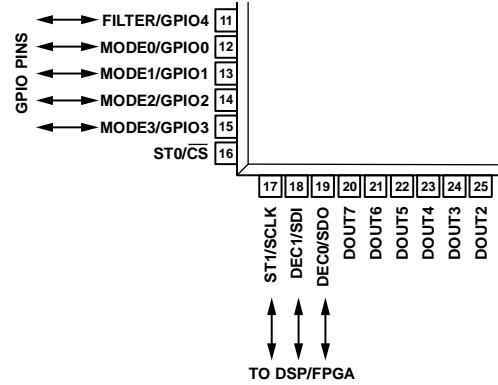 GPIO PINS
FILTER/GPIO4 11
MODE0/GPIO0 12
MODE1/GPIO1 13
MODE2/GPIO2 14
MODE3/GPIO3 15
ST0/CS 16
17 18 19 20 21 22 23 24 25
ST1/SCLK
DEC1/SDI
DEC0/SDO
DOUT7
DOUT6
DOUT5
DOUT4
DOUT3
DOUT2
TO DSP/FPGA